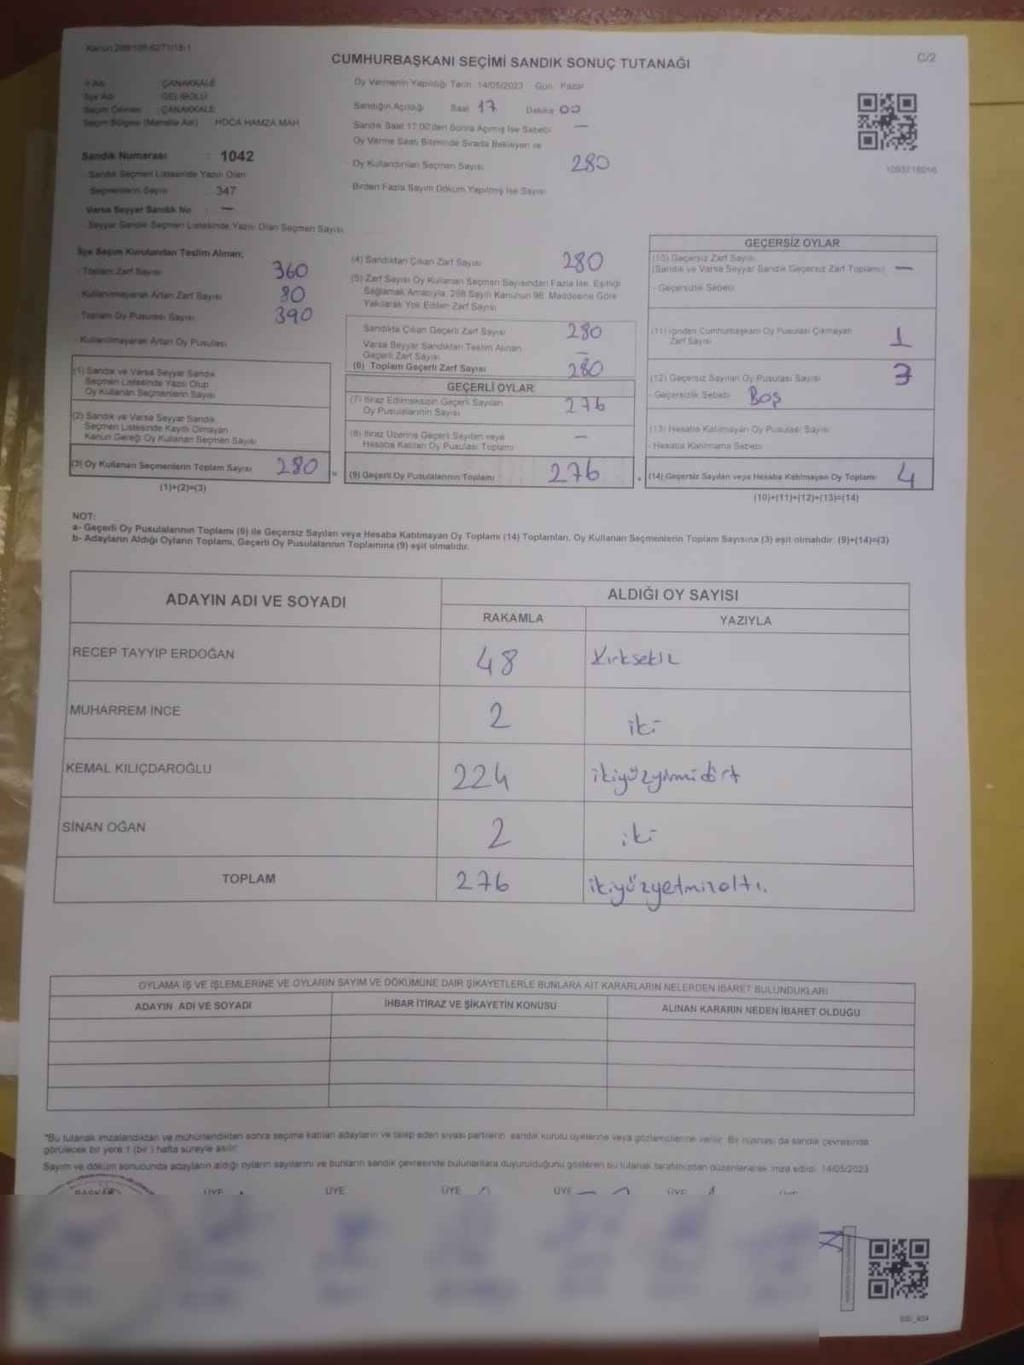 C/2
CUMHURBAŞKANI SEÇİMİ SANDIK SONUÇ TUTANAĞI
İl Adı : ÇANAKKALE
İlçe Adı : GELİBOLU
Seçim Çevresi : ÇANAKKALE
Seçim Bölgesi (Mahalle Adı) : HOCA HAMZA MAH
Sandık Numarası : 1042
Sandık Seçmen Listesinde Yazılı Olan
Seçmenlerin Sayısı : 347
Varsa Seyyar Sandık No : —
Seyyar Sandık Seçmen Listesinde Yazılı Olan Seçmen Sayısı
Oy Vermenin Yapıldığı Tarih 14/05/2023 Gün Pazar
Sandığın Açıldığı Saat 17 Dakika 00
Sandık Saat 17:00'den Sonra Açılmış İse Sebebi —
Oy Verme Saati Bitiminde Sırada Bekleyen ve
Oy Kullandırılan Seçmen Sayısı 280
Birden Fazla Sayım Döküm Yapılmış İse Sayısı
İlçe Seçim Kurulundan Teslim Alınan;
Toplam Zarf Sayısı 360
Kullanılmayarak Artan Zarf Sayısı 80
Toplam Oy Pusulası Sayısı 390
Kullanılmayarak Artan Oy Pusulası
(1) Sandık ve Varsa Seyyar Sandık
Seçmen Listesinde Yazılı Olup
Oy Kullanan Seçmenlerin Sayısı
(2) Sandık ve Varsa Seyyar Sandık
Seçmen Listesinde Kayıtlı Olmayan
Kanun Gereği Oy Kullanan Seçmen Sayısı
(3) Oy Kullanan Seçmenlerin Toplam Sayısı 280
(1)+(2)=(3)
(4) Sandıktan Çıkan Zarf Sayısı 280
(5) Zarf Sayısı Oy Kullanan Seçmen Sayısından Fazla İse, Eşitliği
Sağlamak Amacıyla, 298 Sayılı Kanunun 98. Maddesine Göre
Yakılarak Yok Edilen Zarf Sayısı
Sandıkta Çıkan Geçerli Zarf Sayısı 280
Varsa Seyyar Sandıktan Teslim Alınan
Geçerli Zarf Sayısı —
(6) Toplam Geçerli Zarf Sayısı 280
GEÇERLİ OYLAR
(7) İtiraz Edilmeksizin Geçerli Sayılan
Oy Pusulalarının Sayısı 276
(8) İtiraz Üzerine Geçerli Sayılan veya
Hesaba Katılan Oy Pusulası Toplamı —
(9) Geçerli Oy Pusulalarının Toplamı 276
GEÇERSİZ OYLAR
(10) Geçersiz Zarf Sayısı
(Sandık ve Varsa Seyyar Sandık Geçersiz Zarf Toplamı) —
- Geçersizlik Sebebi
(11) İçinden Cumhurbaşkanı Oy Pusulası Çıkmayan
Zarf Sayısı 1
(12) Geçersiz Sayılan Oy Pusulası Sayısı 3
- Geçersizlik Sebebi Boş
(13) Hesaba Katılmayan Oy Pusulası Sayısı
- Hesaba Katılmama Sebebi
(14) Geçersiz Sayılan veya Hesaba Katılmayan Oy Toplamı 4
(10)+(11)+(12)+(13)=(14)
NOT:
a- Geçerli Oy Pusulalarının Toplamı (9) ile Geçersiz Sayılan veya Hesaba Katılmayan Oy Toplamı (14) Toplamları, Oy Kullanan Seçmenlerin Toplam Sayısına (3) eşit olmalıdır. (9)+(14)=(3)
b- Adayların Aldığı Oyların Toplamı, Geçerli Oy Pusulalarının Toplamına (9) eşit olmalıdır.
ADAYIN ADI VE SOYADI
ALDIĞI OY SAYISI
RAKAMLA YAZIYLA
RECEP TAYYİP ERDOĞAN 48 Kırksekiz
MUHARREM İNCE 2 iki
KEMAL KILIÇDAROĞLU 224 ikiyüzyirmidört
SİNAN OĞAN 2 iki
TOPLAM 276 ikiyüzyetmişaltı.
OYLAMA İŞ VE İŞLEMLERİNE VE OYLARIN SAYIM VE DÖKÜMÜNE DAİR ŞİKAYETLERLE BUNLARA AİT KARARLARIN NELERDEN İBARET BULUNDUKLARI
ADAYIN ADI VE SOYADI İHBAR İTİRAZ VE ŞİKAYETİN KONUSU ALINAN KARARIN NEDEN İBARET OLDUĞU
*Bu tutanak imzalandıktan ve mühürlendikten sonra seçime katılan adayların ve talep eden siyasi partilerin sandık kurulu üyelerine veya gözlemcilerine verilir. Bir nüshası da sandık çevresinde
görülecek bir yere 1 (bir) hafta süreyle asılır.
Sayım ve döküm sonucunda adayların aldığı oyların sayılarını ve bunların sandık çevresinde bulunanlara duyurulduğunu gösteren bu tutanak tarafımızdan düzenlenerek imza edildi. 14/05/2023
BAŞKAN ÜYE ÜYE ÜYE ÜYE ÜYE